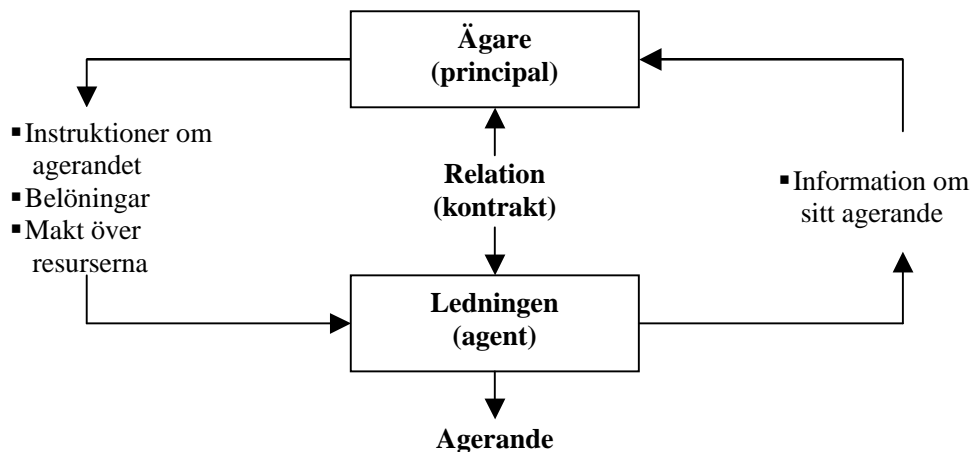 Ägare
(principal)
▪Instruktioner om
agerandet
▪Belöningar
▪Makt över
resurserna
Relation
(kontrakt)
▪Information om
sitt agerande
Ledningen
(agent)
Agerande